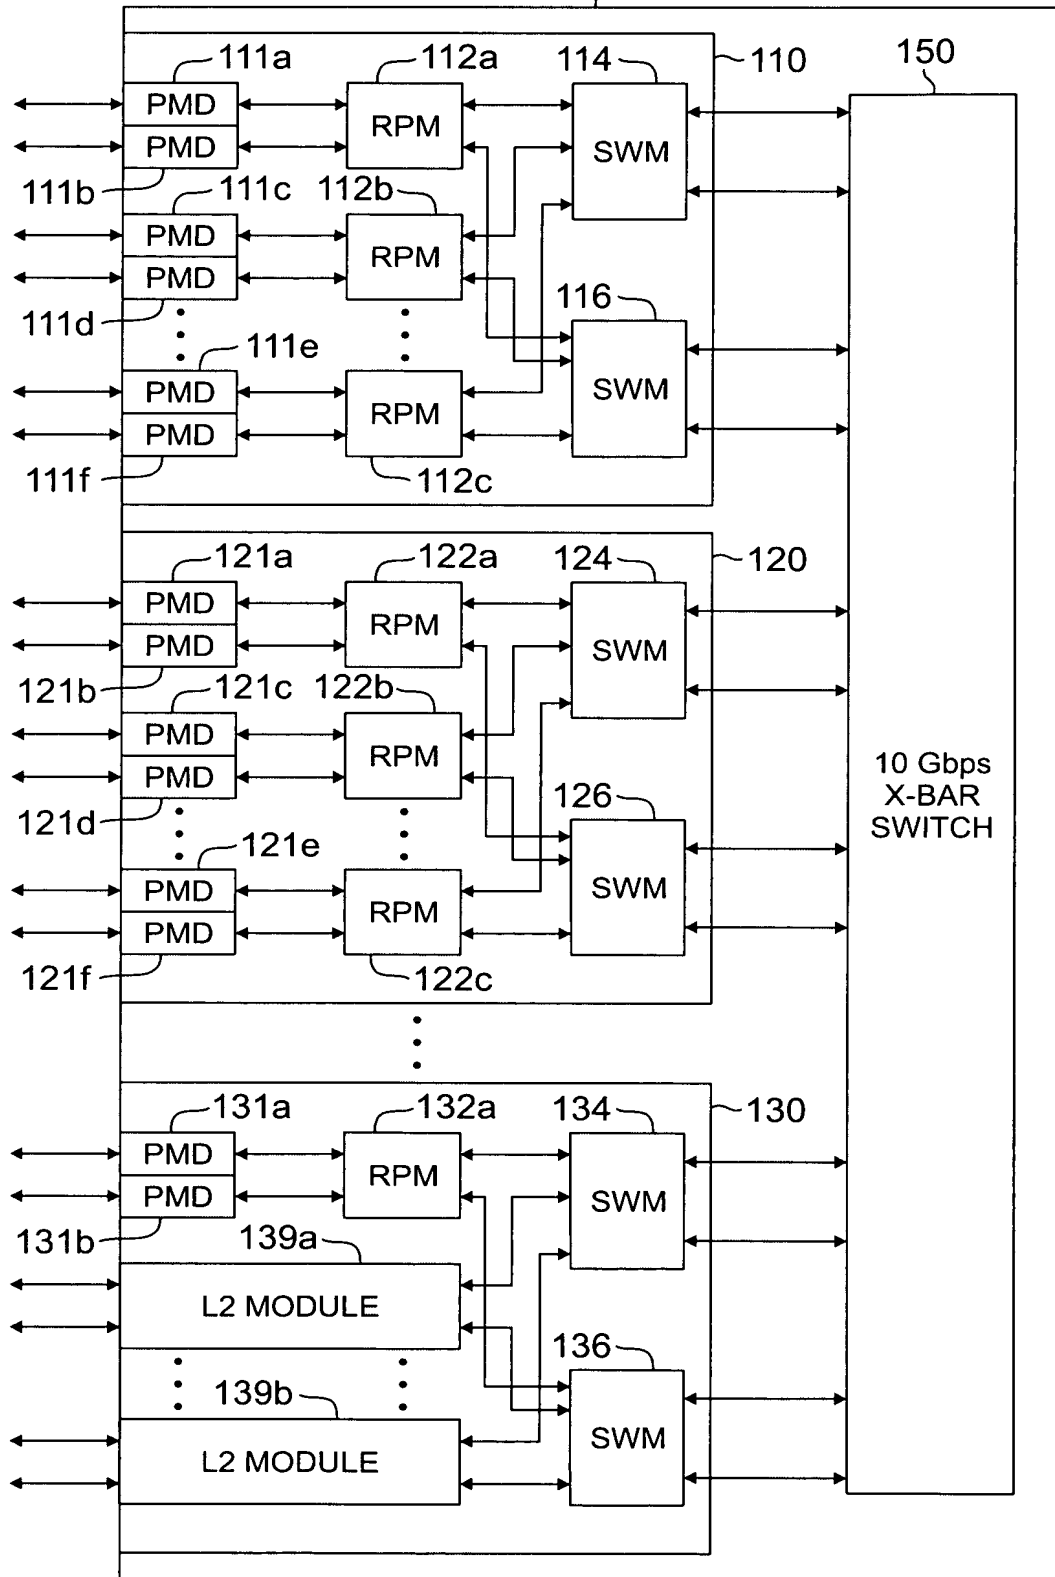 111a
112a
114
110
150
PMD
PMD
RPM
SWM
111b
111c
112b
PMD
PMD
RPM
111d
116
111e
PMD
PMD
RPM
SWM
111f
112c
121a
122a
124
120
PMD
PMD
RPM
SWM
121b
121c
122b
PMD
PMD
RPM
10 Gbps
X-BAR
SWITCH
121d
126
121e
PMD
PMD
RPM
SWM
121f
122c
131a
132a
134
130
PMD
PMD
RPM
SWM
131b
139a
L2 MODULE
136
139b
L2 MODULE
SWM